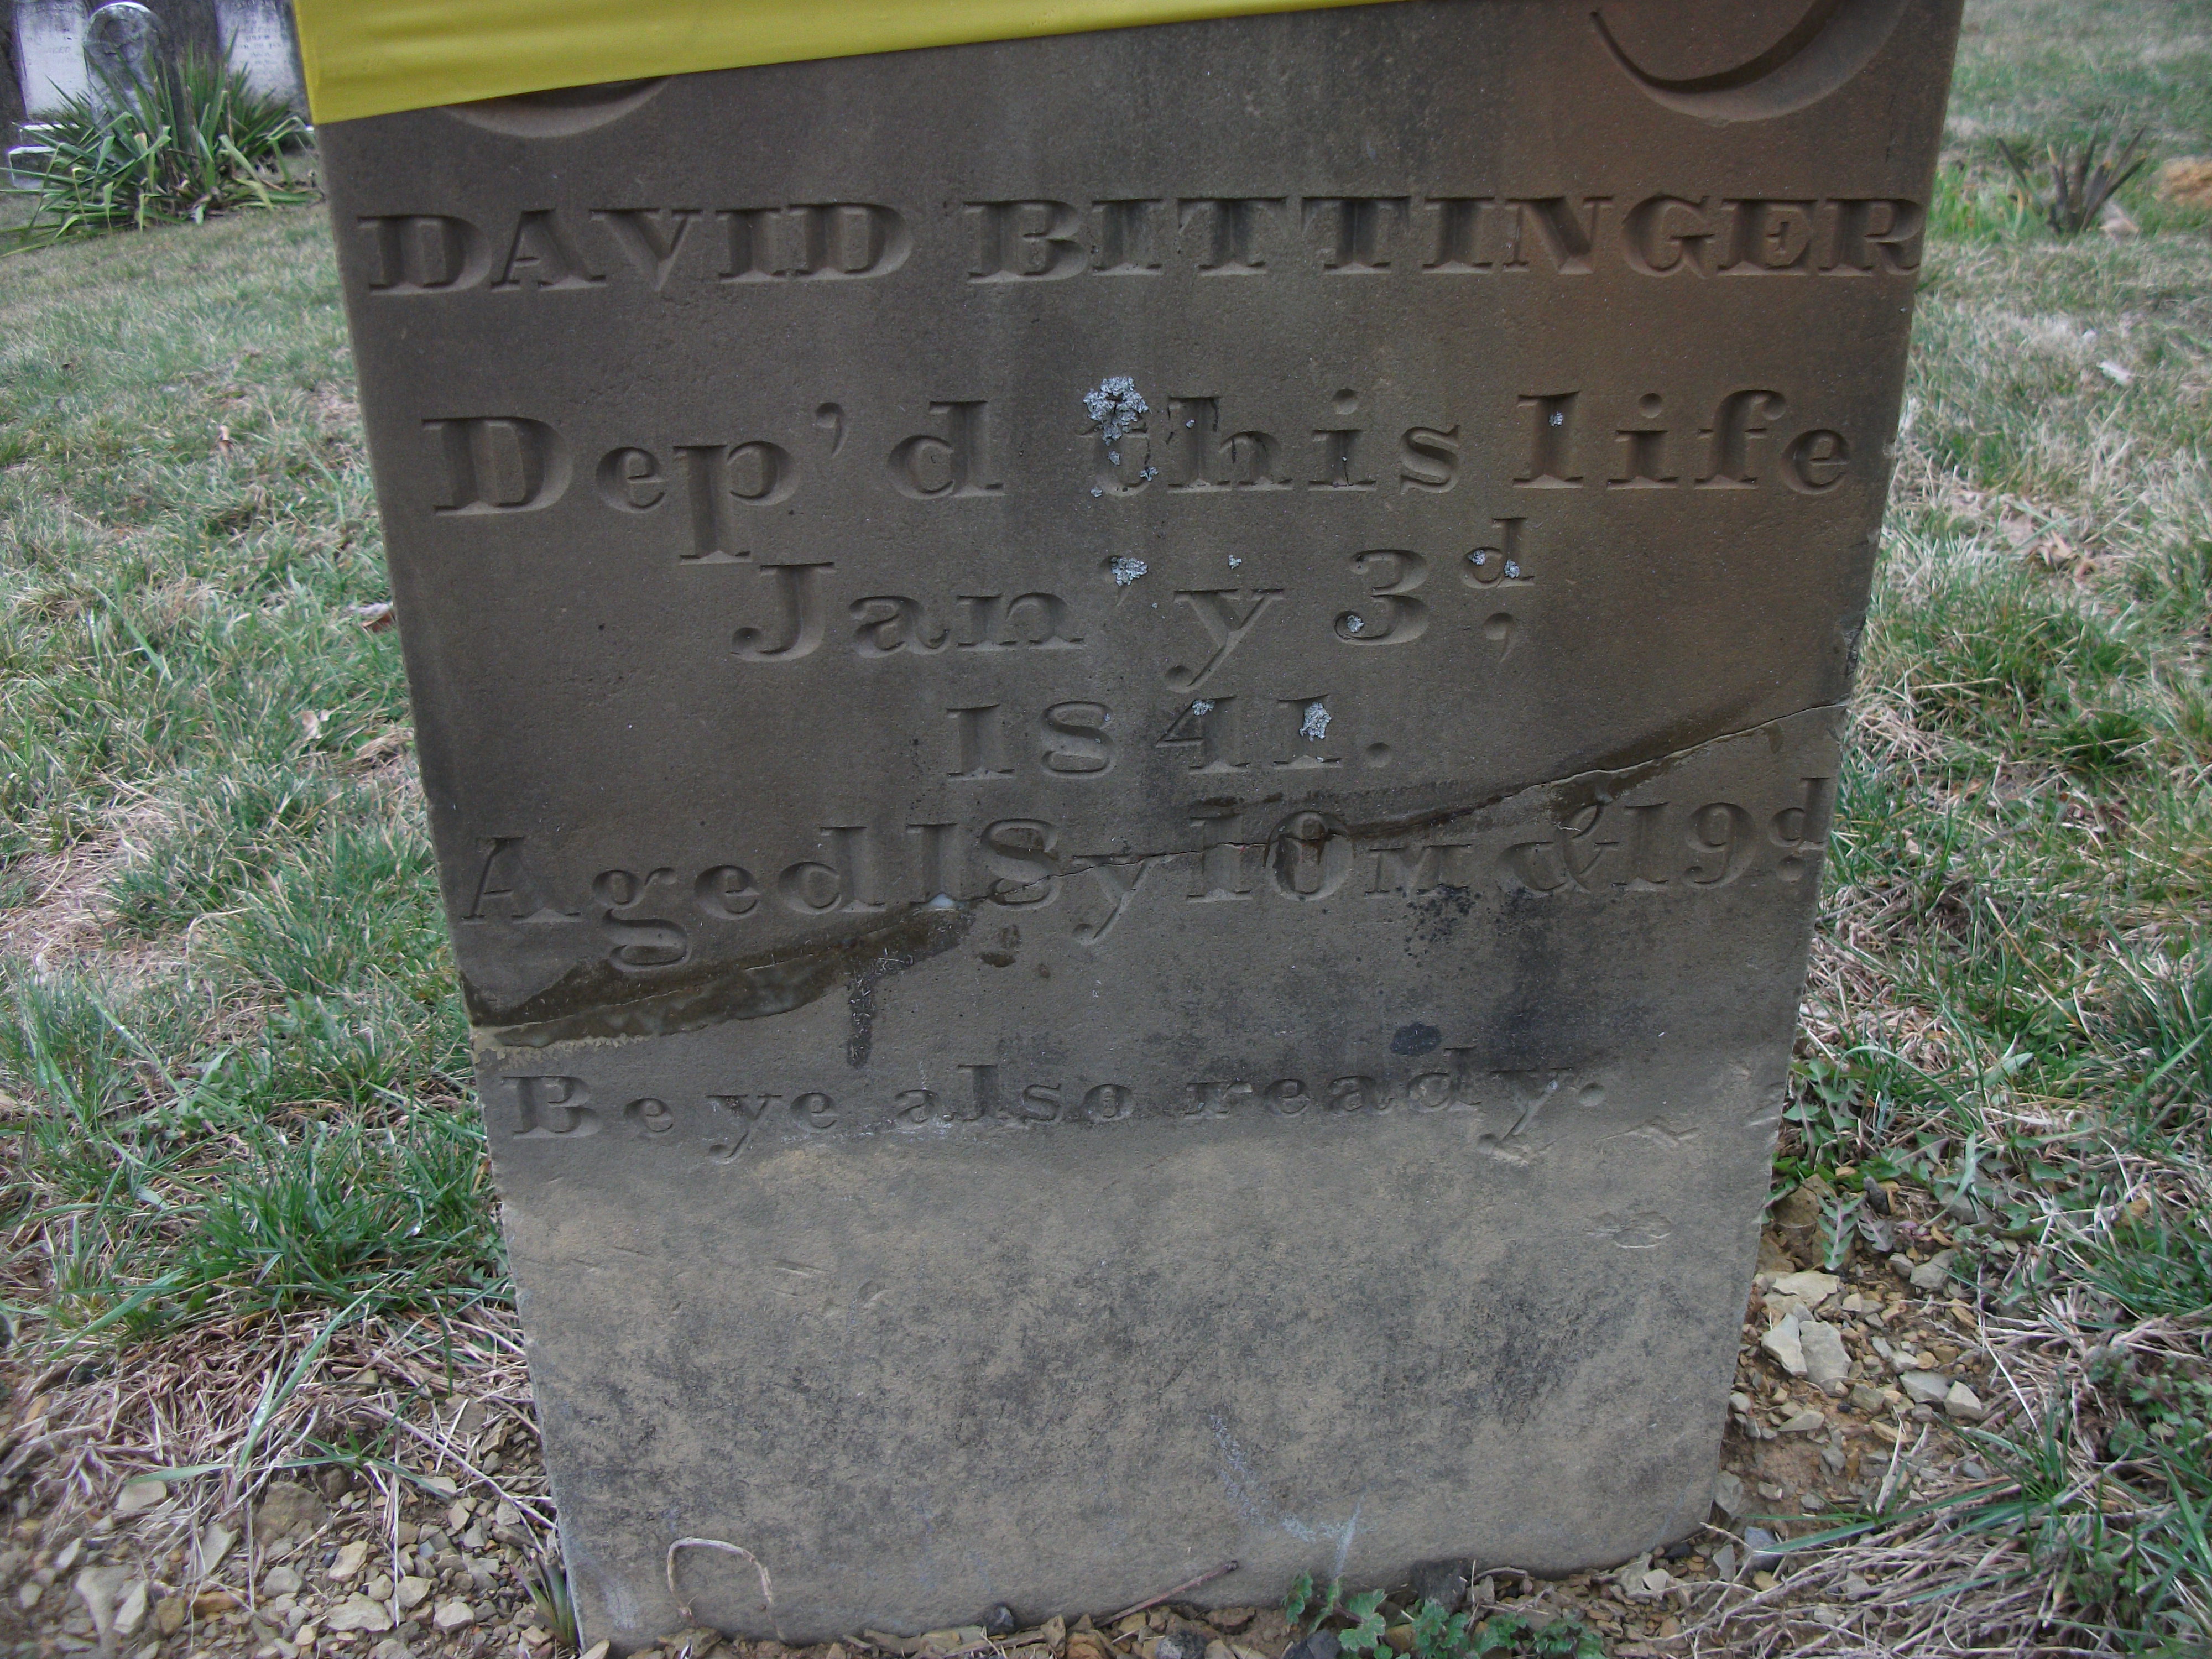 DAVID BITTINGER
Dep'd this life
Jan'y 3d,
1841.
Aged 18y 10M & 19d.
Be ye also ready.